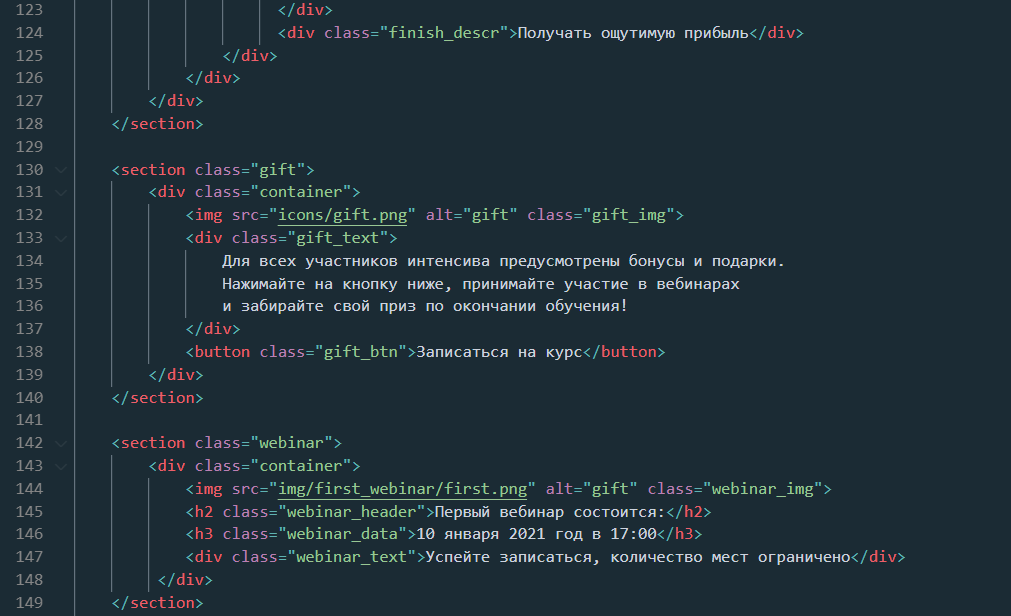 123 </div>
124 <div class="finish_descr">Получать ощутимую прибыль</div>
125 </div>
126 </div>
127 </div>
128 </section>
129
130 <section class="gift">
131 <div class="container">
132 <img src="icons/gift.png" alt="gift" class="gift_img">
133 <div class="gift_text">
134 Для всех участников интенсива предусмотрены бонусы и подарки.
135 Нажимайте на кнопку ниже, принимайте участие в вебинарах
136 и забирайте свой приз по окончании обучения!
137 </div>
138 <button class="gift_btn">Записаться на курс</button>
139 </div>
140 </section>
141
142 <section class="webinar">
143 <div class="container">
144 <img src="img/first_webinar/first.png" alt="gift" class="webinar_img">
145 <h2 class="webinar_header">Первый вебинар состоится:</h2>
146 <h3 class="webinar_data">10 января 2021 год в 17:00</h3>
147 <div class="webinar_text">Успейте записаться, количество мест ограничено</div>
148 </div>
149 </section>